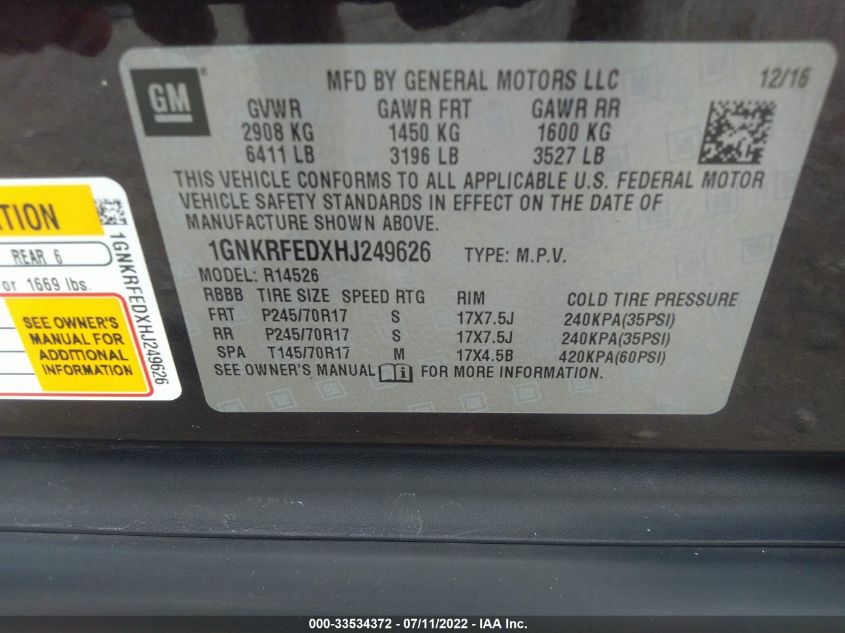 GM
MFD BY GENERAL MOTORS LLC 12/16
GVWR GAWR FRT GAWR RR
2908 KG 1450 KG 1600 KG
6411 LB 3196 LB 3527 LB
THIS VEHICLE CONFORMS TO ALL APPLICABLE U.S. FEDERAL MOTOR
VEHICLE SAFETY STANDARDS IN EFFECT ON THE DATE OF
MANUFACTURE SHOWN ABOVE.
1GNKRFEDXHJ249626 TYPE: M.P.V.
MODEL: R14526
RBBB TIRE SIZE SPEED RTG RIM COLD TIRE PRESSURE
FRT P245/70R17 S 17X7.5J 240KPA(35PSI)
RR P245/70R17 S 17X7.5J 240KPA(35PSI)
SPA T145/70R17 M 17X4.5B 420KPA(60PSI)
SEE OWNER'S MANUAL FOR MORE INFORMATION.
ATION
REAR 6
or 1669 lbs.
SEE OWNER'S
MANUAL FOR
ADDITIONAL
INFORMATION
1GNKRFEDXHJ249626
000-33534372 - 07/11/2022 - IAA Inc.